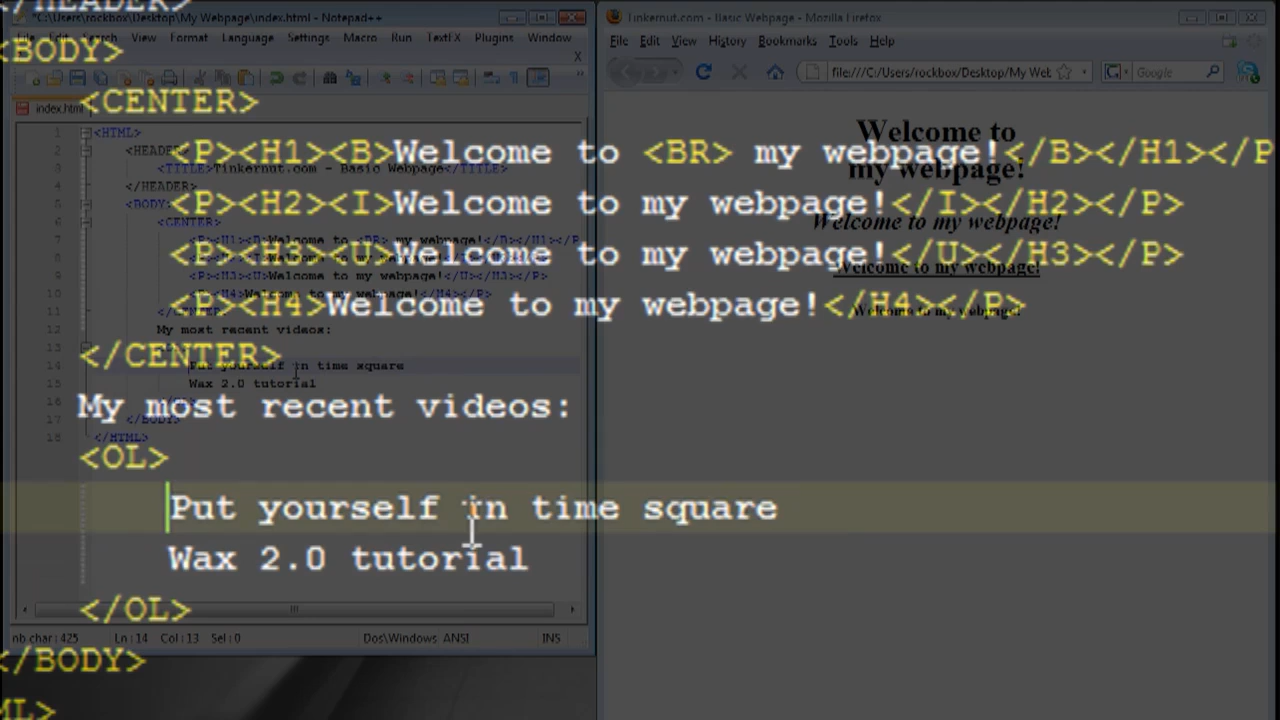 *C:\Users\rockbox\Desktop\My Webpage\index.html - Notepad++
File Edit Search View Format Language Settings Macro Run TextFX Plugins Window
X
index.html
1 <HTML>
2 <HEADER>
3 <TITLE>Tinkernut.com - Basic Webpage</TITLE>
4 </HEADER>
5 <BODY>
6 <CENTER>
7 <P><H1><B>Welcome to <BR> my webpage!</B></H1></P
8
9 <P><H3><U>Welcome to my webpage!</U></H3></P>
10 <P><H4>Welcome to my webpage!</H4></P>
11 </CENTER>
12 My most recent videos:
13
14 Put yourself in time square
15 Wax 2.0 tutorial
16
17 </BODY>
18 </HTML>
nb char : 425 Ln : 14 Col : 13 Sel : 0 Dos\Windows ANSI INS
Tinkernut.com - Basic Webpage - Mozilla Firefox
File Edit View History Bookmarks Tools Help
file:///C:/Users/rockbox/Desktop/My Wel Google
Welcome to
my webpage!
Welcome to my webpage!
Welcome to my webpage!
Welcome to my webpage!
</HEADER>
<BODY>
<CENTER>
<P><H1><B>Welcome to <BR> my webpage!</B></H1></P
<P><H2><I>Welcome to my webpage!</I></H2></P>
<P><H3><U>Welcome to my webpage!</U></H3></P>
<P><H4>Welcome to my webpage!</H4></P>
</CENTER>
My most recent videos:
<OL>
Put yourself in time square
Wax 2.0 tutorial
</OL>
</BODY>
ML>